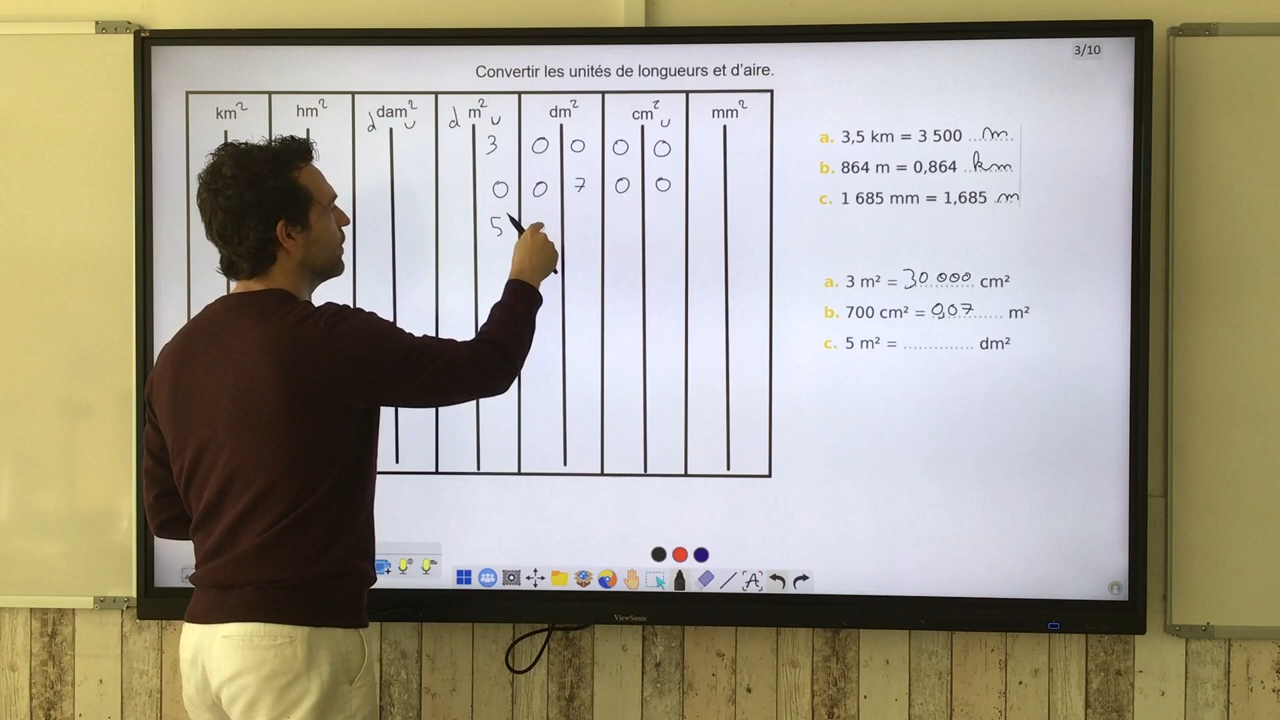 3/10
Convertir les unités de longueurs et d'aire.
km² hm² dam² m² dm² cm² mm²
d u d u u
3 0 0 0 0
0 0 7 0 0
5
a. 3,5 km = 3 500 m
b. 864 m = 0,864 km
c. 1 685 mm = 1,685 m
a. 3 m² = 30 000 cm²
b. 700 cm² = 0,07 m²
c. 5 m² = .............. dm²
ViewSonic